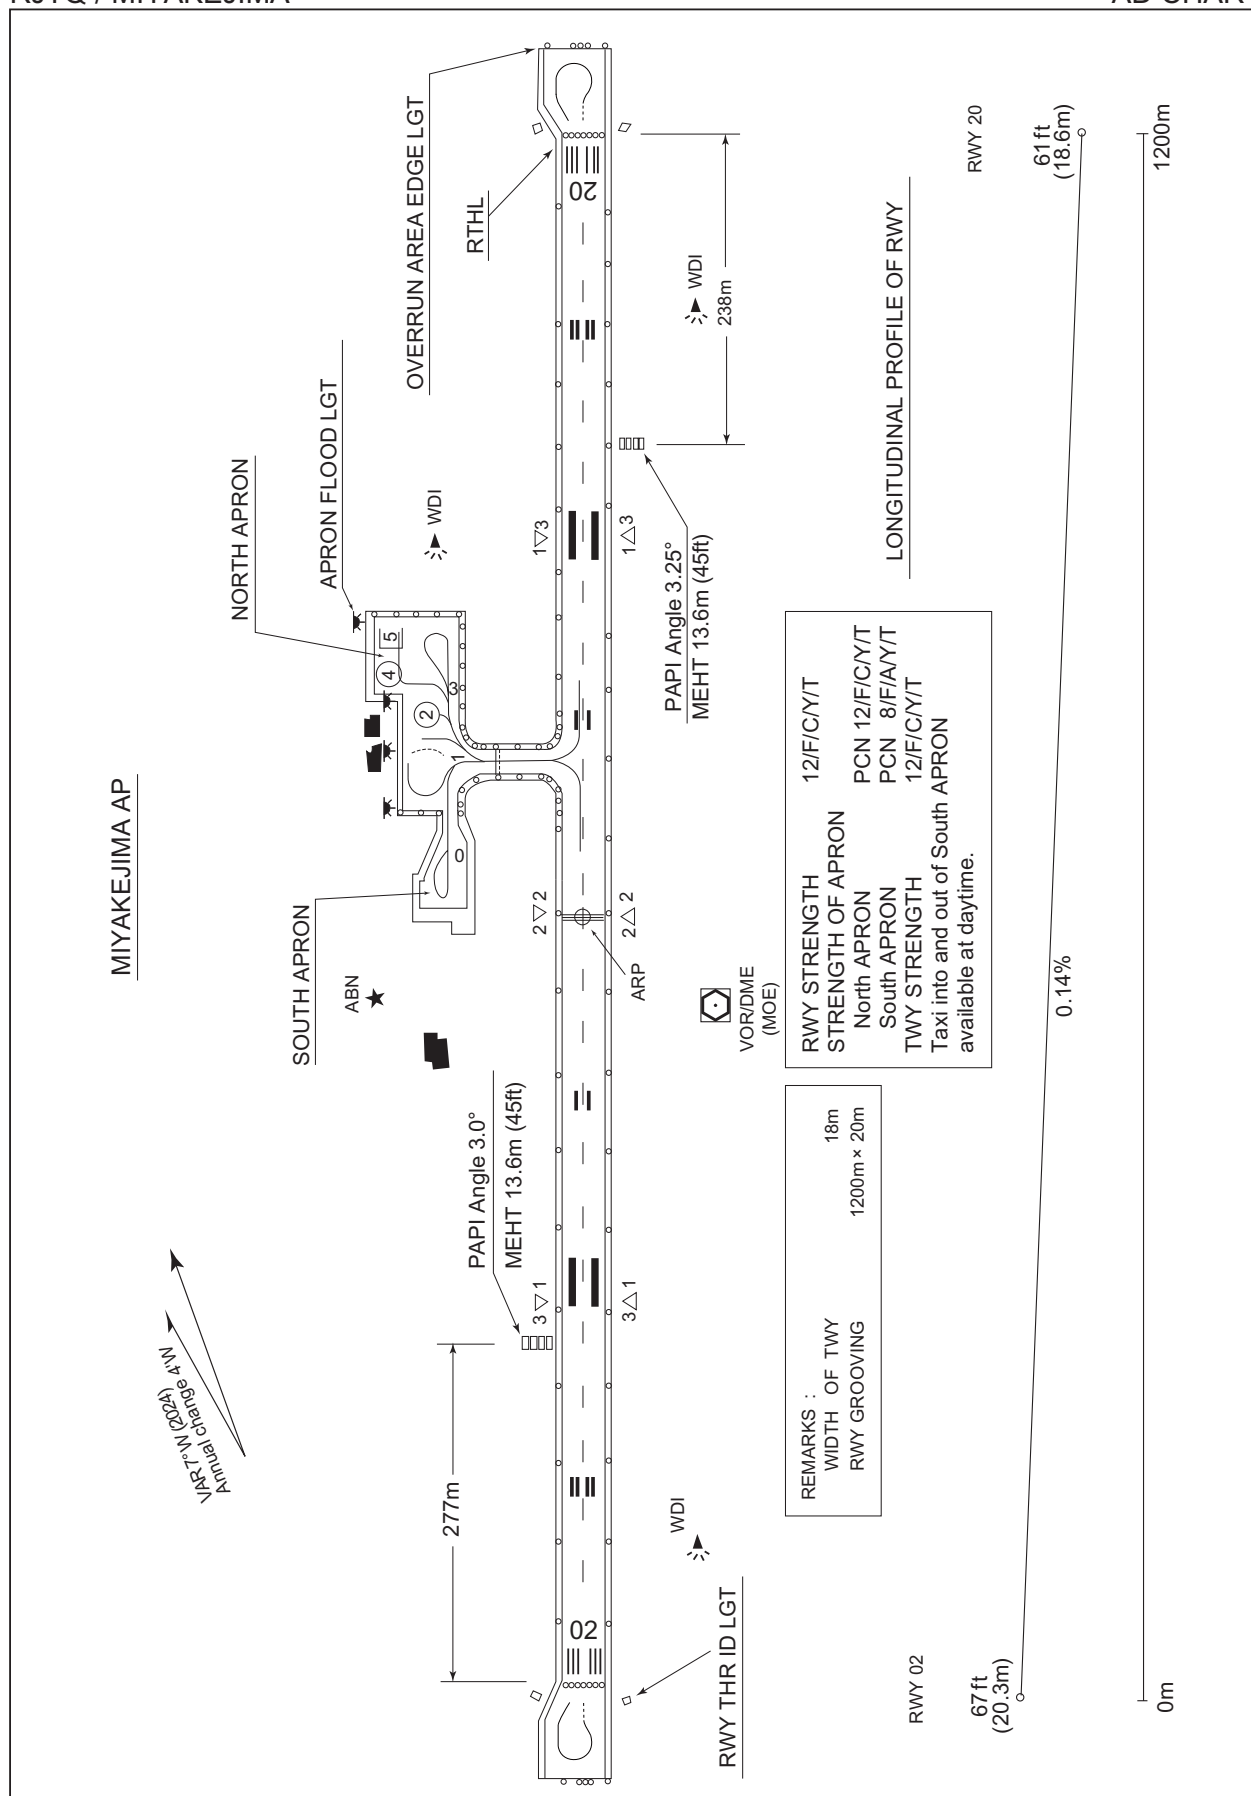 RJTQ / MIYAKEJIMA
AD CHART
MIYAKEJIMA AP
VAR 7°W (2024)
Annual change 4'W
SOUTH APRON
NORTH APRON
APRON FLOOD LGT
OVERRUN AREA EDGE LGT
RTHL
ABN
WDI
5
4
3
2
1
0
PAPI Angle 3.0°
MEHT 13.6m (45ft)
277m
3 1
2 2
1 3
02
20
3 1
2 2
1 3
ARP
WDI
WDI
238m
PAPI Angle 3.25°
MEHT 13.6m (45ft)
RWY THR ID LGT
VOR/DME
(MOE)
REMARKS :
WIDTH OF TWY 18m
RWY GROOVING 1200m × 20m
RWY STRENGTH 12/F/C/Y/T
STRENGTH OF APRON
North APRON PCN 12/F/C/Y/T
South APRON PCN 8/F/A/Y/T
TWY STRENGTH 12/F/C/Y/T
Taxi into and out of South APRON
available at daytime.
LONGITUDINAL PROFILE OF RWY
RWY 02
RWY 20
67ft
(20.3m)
61ft
(18.6m)
0.14%
0m
1200m